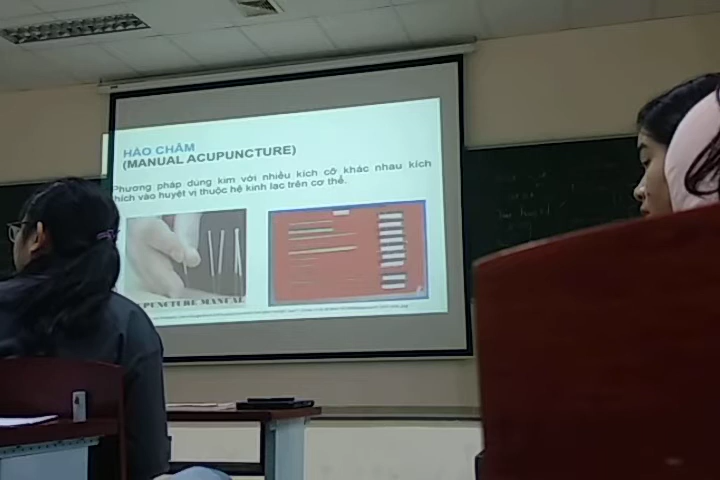 HÀO CHÂM
(MANUAL ACUPUNCTURE)
Phương pháp dùng kim với nhiều kích cỡ khác nhau kích
thích vào huyệt vị thuộc hệ kinh lạc trên cơ thể.
PUNCTURE MANUAL